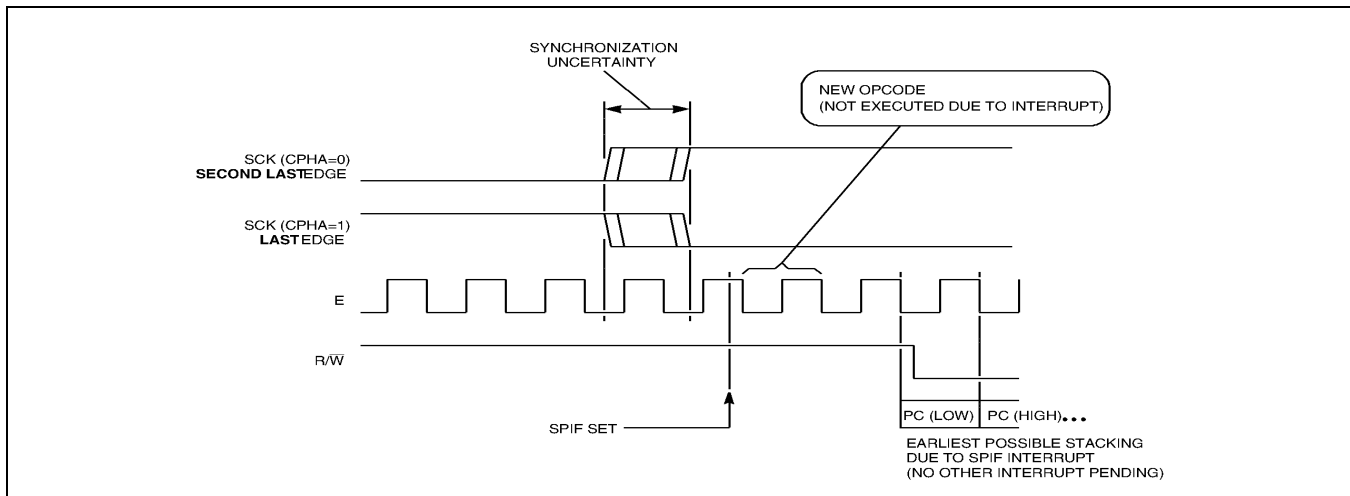 SYNCHRONIZATION
UNCERTAINTY
NEW OPCODE
(NOT EXECUTED DUE TO INTERRUPT)
SCK (CPHA=0)
SECOND LASTEDGE
SCK (CPHA=1)
LASTEDGE
E
R/W̅
SPIF SET
PC (LOW) PC (HIGH)•••
EARLIEST POSSIBLE STACKING
DUE TO SPIF INTERRUPT
(NO OTHER INTERRUPT PENDING)